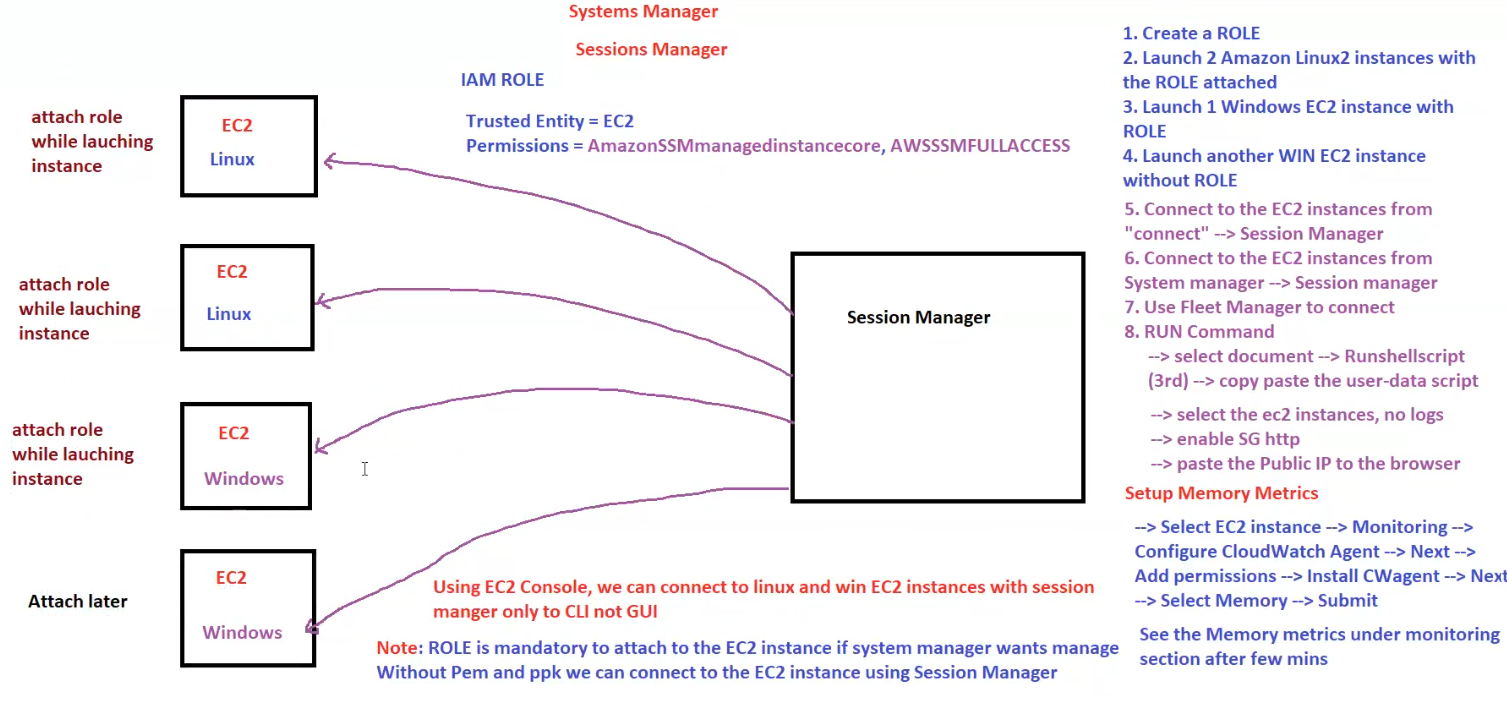 Systems Manager
Sessions Manager
IAM ROLE
Trusted Entity = EC2
Permissions = AmazonSSMmanagedinstancecore, AWSSSMFULLACCESS
attach role
while lauching
instance
EC2
Linux
attach role
while lauching
instance
EC2
Linux
attach role
while lauching
instance
EC2
Windows
Attach later
EC2
Windows
Session Manager
Using EC2 Console, we can connect to linux and win EC2 instances with session
manger only to CLI not GUI
Note: ROLE is mandatory to attach to the EC2 instance if system manager wants manage
Without Pem and ppk we can connect to the EC2 instance using Session Manager
1. Create a ROLE
2. Launch 2 Amazon Linux2 instances with
the ROLE attached
3. Launch 1 Windows EC2 instance with
ROLE
4. Launch another WIN EC2 instance
without ROLE
5. Connect to the EC2 instances from
"connect" --> Session Manager
6. Connect to the EC2 instances from
System manager --> Session manager
7. Use Fleet Manager to connect
8. RUN Command
--> select document --> Runshellscript
(3rd) --> copy paste the user-data script
--> select the ec2 instances, no logs
--> enable SG http
--> paste the Public IP to the browser
Setup Memory Metrics
--> Select EC2 instance --> Monitoring -->
Configure CloudWatch Agent --> Next -->
Add permissions --> Install CWagent --> Next
--> Select Memory --> Submit
See the Memory metrics under monitoring
section after few mins